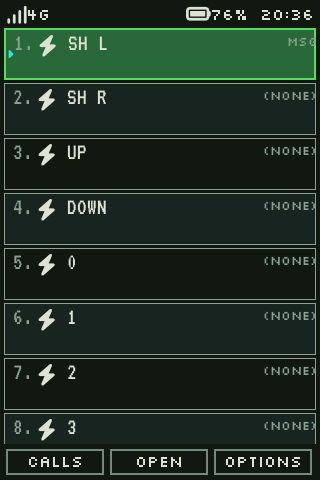 4G 76% 20:36
1. SH L MSG
2. SH R (NONE)
3. UP (NONE)
4. DOWN (NONE)
5. 0 (NONE)
6. 1 (NONE)
7. 2 (NONE)
8. 3 (NONE)
CALLS OPEN OPTIONS